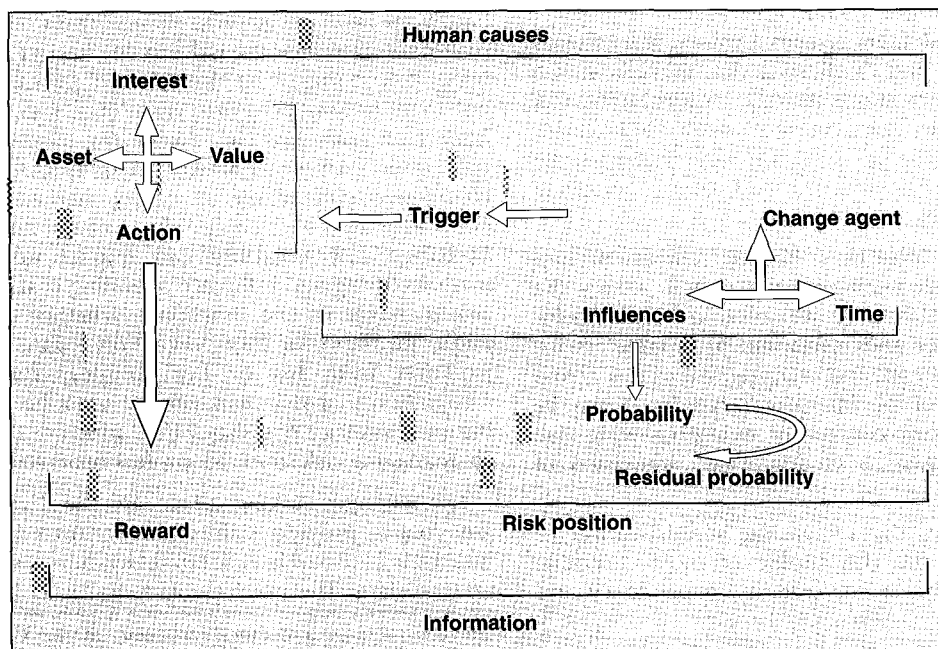 Human causes
Interest
Asset
Value
Action
Trigger
Change agent
Influences
Time
Probability
Residual probability
Reward
Risk position
Information